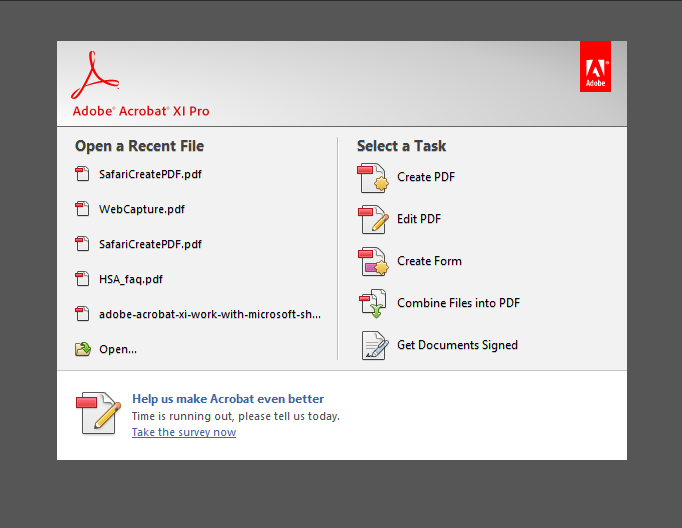 Adobe
Adobe® Acrobat® XI Pro
Open a Recent File
SafariCreatePDF.pdf
WebCapture.pdf
SafariCreatePDF.pdf
HSA_faq.pdf
adobe-acrobat-xi-work-with-microsoft-sh...
Open...
Select a Task
Create PDF
Edit PDF
Create Form
Combine Files into PDF
Get Documents Signed
Help us make Acrobat even better
Time is running out, please tell us today.
Take the survey now